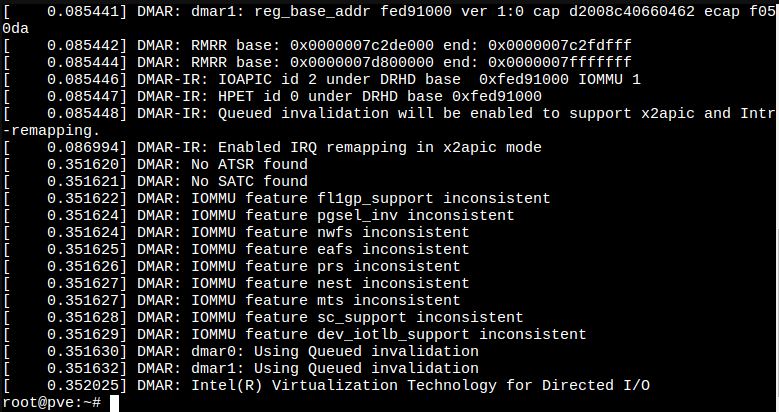 [    0.085441] DMAR: dmar1: reg_base_addr fed91000 ver 1:0 cap d2008c40660462 ecap f05
0da
[    0.085442] DMAR: RMRR base: 0x0000007c2de000 end: 0x0000007c2fdfff
[    0.085444] DMAR: RMRR base: 0x0000007d800000 end: 0x0000007fffffff
[    0.085446] DMAR-IR: IOAPIC id 2 under DRHD base  0xfed91000 IOMMU 1
[    0.085447] DMAR-IR: HPET id 0 under DRHD base 0xfed91000
[    0.085448] DMAR-IR: Queued invalidation will be enabled to support x2apic and Intr
-remapping.
[    0.086994] DMAR-IR: Enabled IRQ remapping in x2apic mode
[    0.351620] DMAR: No ATSR found
[    0.351621] DMAR: No SATC found
[    0.351622] DMAR: IOMMU feature fl1gp_support inconsistent
[    0.351624] DMAR: IOMMU feature pgsel_inv inconsistent
[    0.351624] DMAR: IOMMU feature nwfs inconsistent
[    0.351625] DMAR: IOMMU feature eafs inconsistent
[    0.351626] DMAR: IOMMU feature prs inconsistent
[    0.351627] DMAR: IOMMU feature nest inconsistent
[    0.351627] DMAR: IOMMU feature mts inconsistent
[    0.351628] DMAR: IOMMU feature sc_support inconsistent
[    0.351629] DMAR: IOMMU feature dev_iotlb_support inconsistent
[    0.351630] DMAR: dmar0: Using Queued invalidation
[    0.351632] DMAR: dmar1: Using Queued invalidation
[    0.352025] DMAR: Intel(R) Virtualization Technology for Directed I/O
root@pve:~#